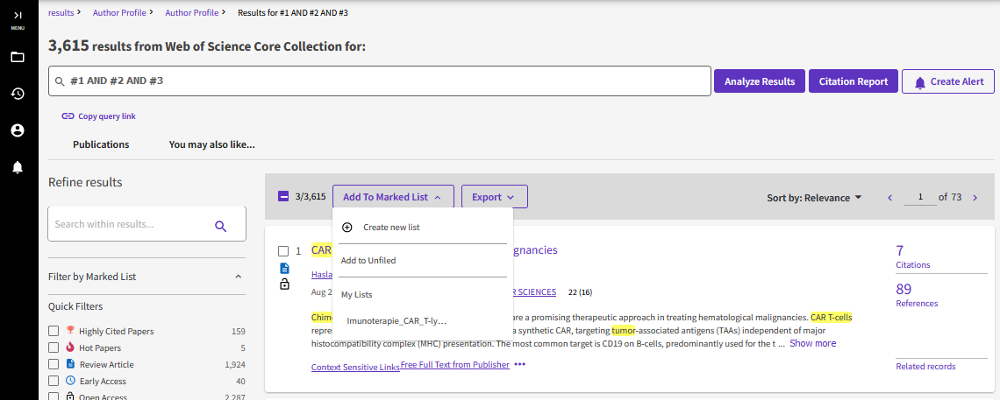 MENU
results > Author Profile > Author Profile > Results for #1 AND #2 AND #3
3,615 results from Web of Science Core Collection for:
#1 AND #2 AND #3
Analyze Results
Citation Report
Create Alert
Copy query link
Publications
You may also like...
Refine results
Search within results...
Filter by Marked List
Quick Filters
Highly Cited Papers 159
Hot Papers 5
Review Article 1,924
Early Access 40
Open Access 2,287
3/3,615
Add To Marked List
Export
Sort by: Relevance
1 of 73
Create new list
Add to Unfiled
My Lists
Imunoterapie_CAR_T-ly...
1
CAR
Hasla
SCIENCES 22 (16)
Aug 2
are a promising therapeutic approach in treating hematological malignancies. CAR T-cells
a synthetic CAR, targeting tumor-associated antigens (TAAs) independent of major
histocompatibility complex (MHC) presentation. The most common target is CD19 on B-cells, predominantly used for the t ... Show more
Context Sensitive Links Free Full Text from Publisher •••
7
Citations
89
References
Related records